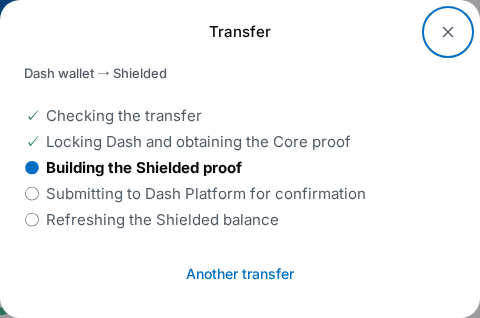 Transfer
Dash wallet → Shielded
✓ Checking the transfer
✓ Locking Dash and obtaining the Core proof
Building the Shielded proof
Submitting to Dash Platform for confirmation
Refreshing the Shielded balance
Another transfer